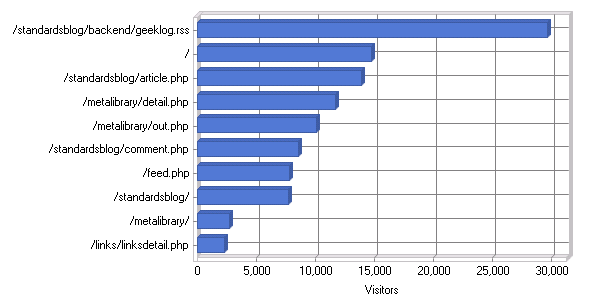 /standardsblog/backend/geeklog.rss
/
/standardsblog/article.php
/metalibrary/detail.php
/metalibrary/out.php
/standardsblog/comment.php
/feed.php
/standardsblog/
/metalibrary/
/links/linksdetail.php
0 5,000 10,000 15,000 20,000 25,000 30,000
Visitors